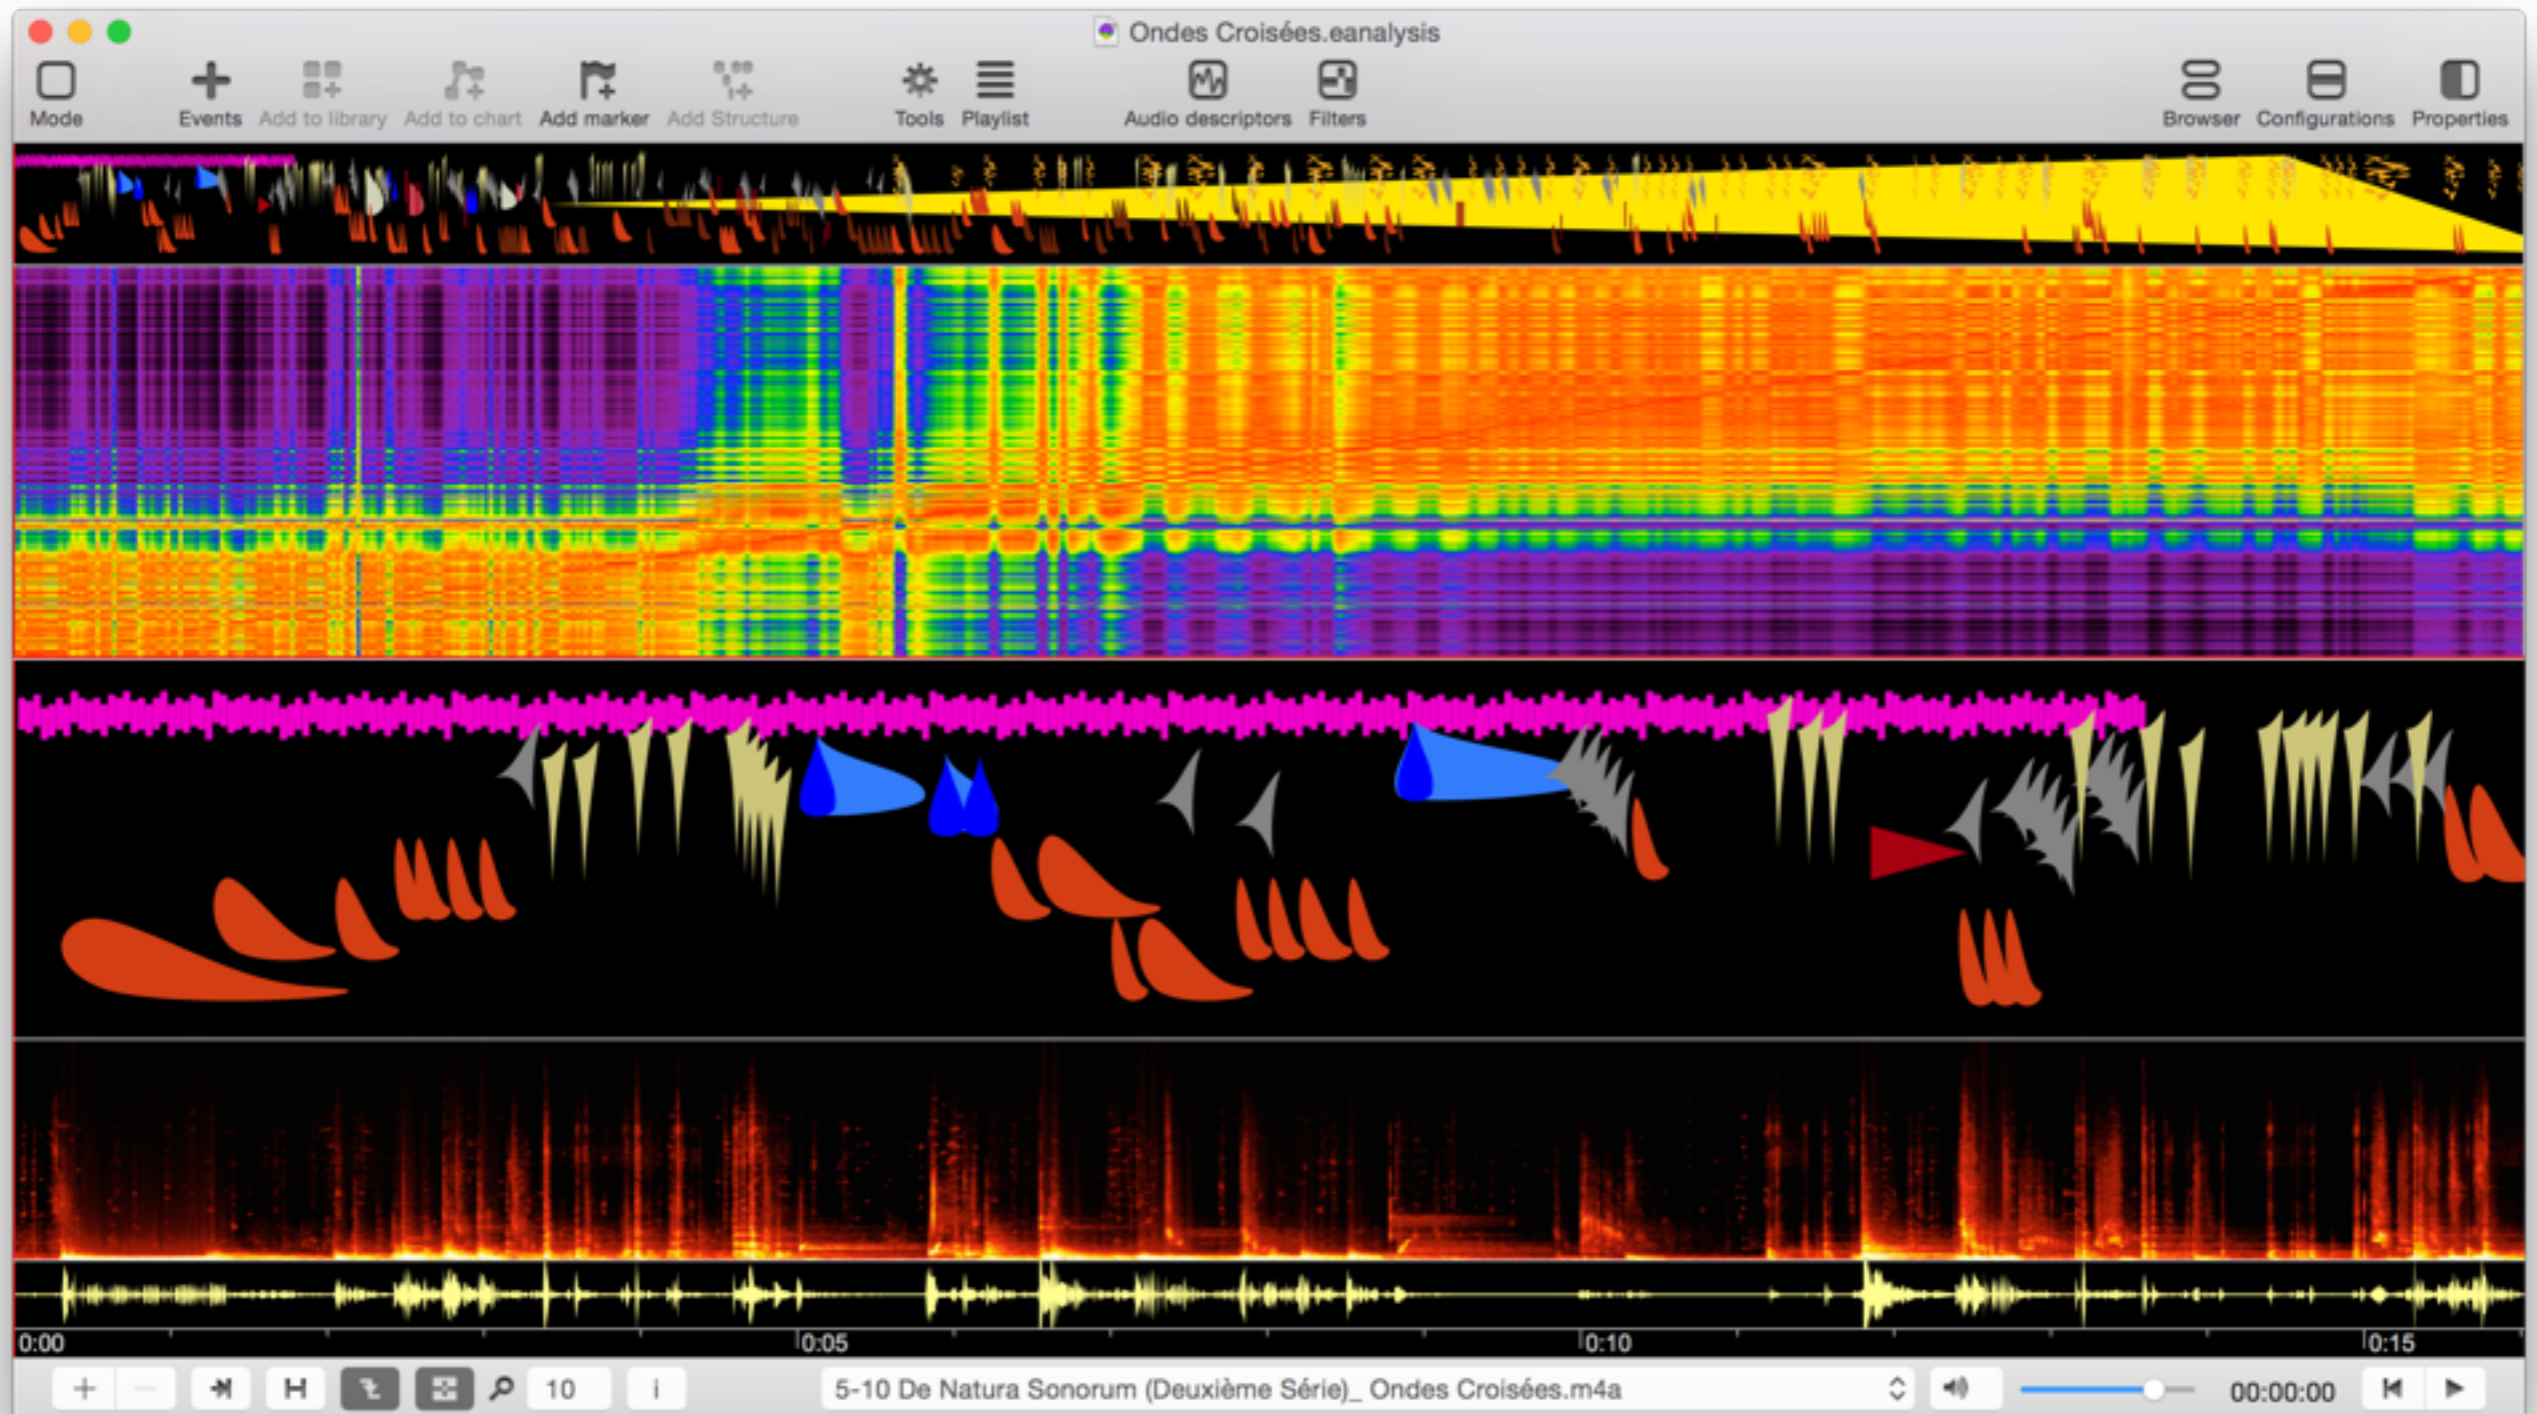 Ondes Croisées.eanalysis
Mode Events Add to library Add to chart Add marker Add Structure Tools Playlist Audio descriptors Filters Browser Configurations Properties
0:00 0:05 0:10 0:15
10 i 5-10 De Natura Sonorum (Deuxième Série)_ Ondes Croisées.m4a 00:00:00